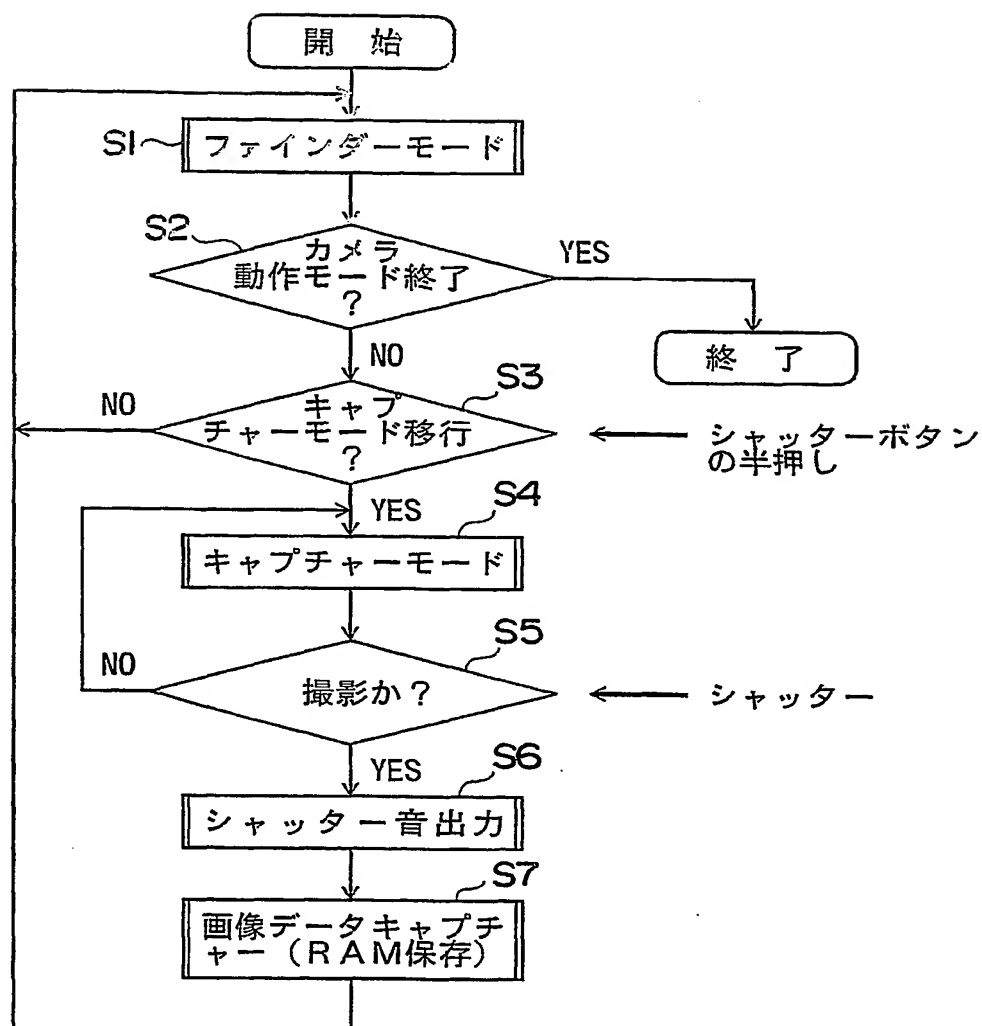 開始
S1
ファインダーモード
S2
カメラ
動作モード終了
?
YES
終了
NO
S3
キャプ
チャーモード移行
?
NO
シャッターボタン
の半押し
YES
S4
キャプチャーモード
S5
撮影か?
NO
シャッター
YES
S6
シャッター音出力
S7
画像データキャプチ
ャー(RAM保存)